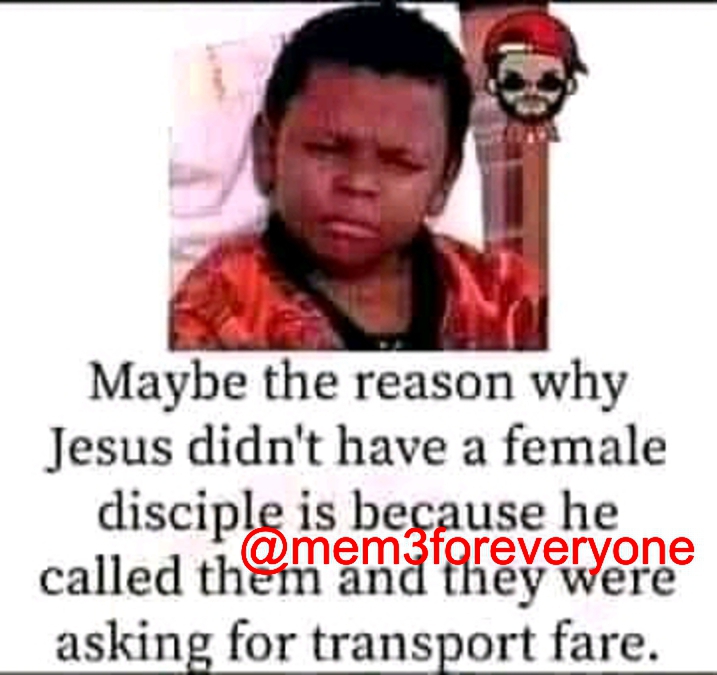 Maybe the reason why
Jesus didn't have a female
disciple is because he
@mem3foreveryone
called them and they were
asking for transport fare.